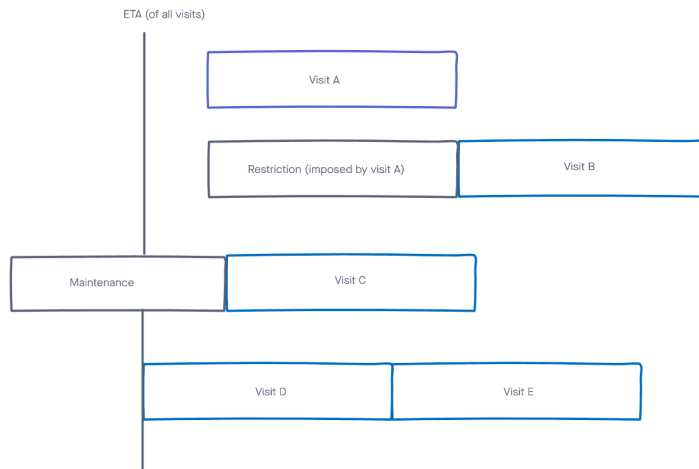 ETA (of all visits)
Visit A
Restriction (imposed by visit A)
Visit B
Maintenance
Visit C
Visit D
Visit E